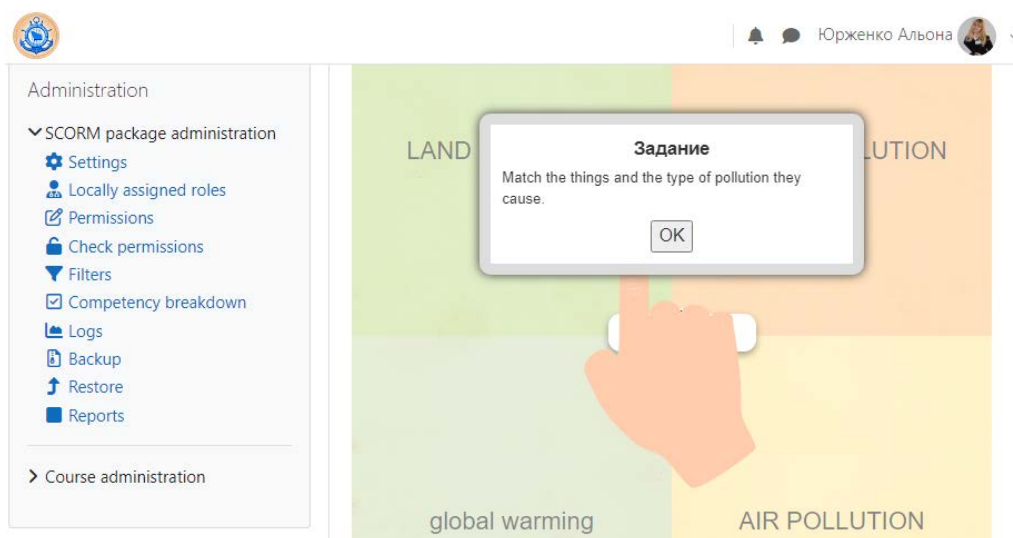 Юрженко Альона
Administration
SCORM package administration
Settings
Locally assigned roles
Permissions
Check permissions
Filters
Competency breakdown
Logs
Backup
Restore
Reports
Course administration
LAND
LUTION
Задание
Match the things and the type of pollution they
cause.
OK
global warming
AIR POLLUTION